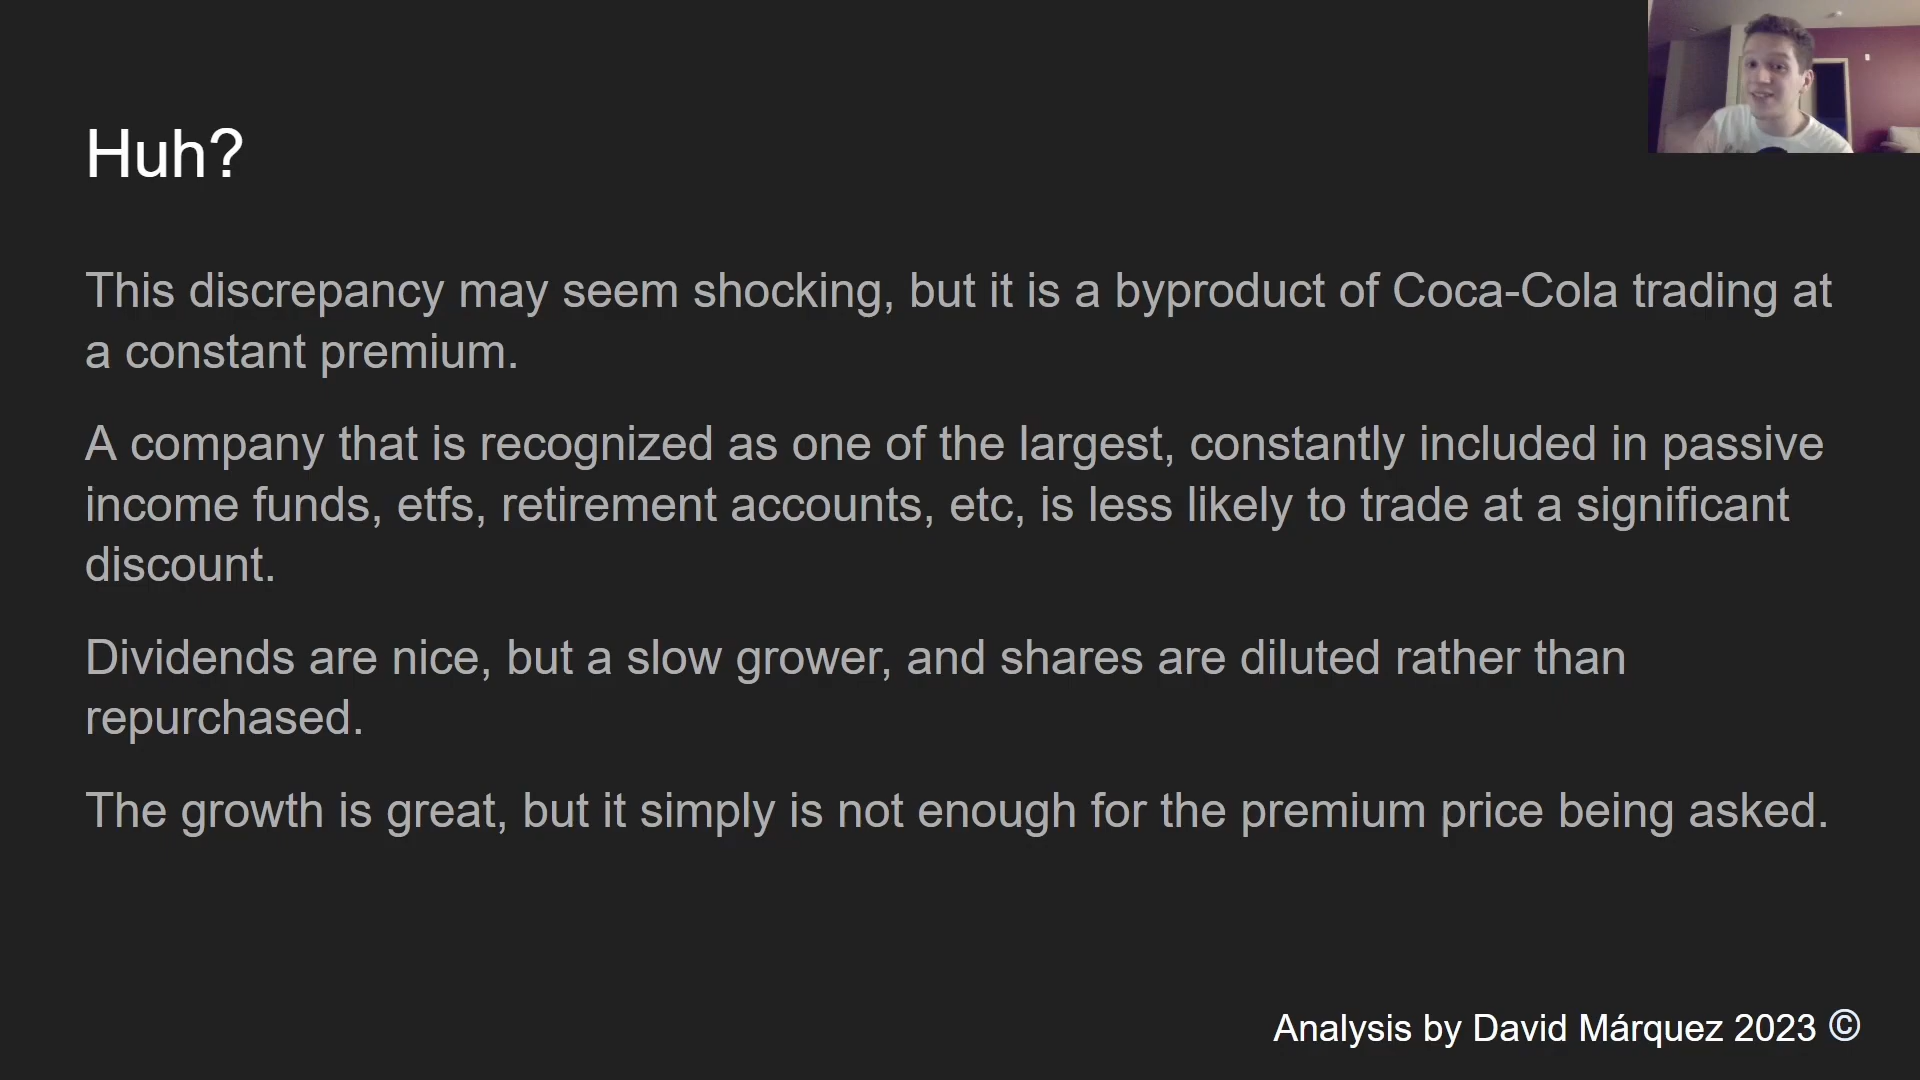 Huh?
This discrepancy may seem shocking, but it is a byproduct of Coca-Cola trading at
a constant premium.
A company that is recognized as one of the largest, constantly included in passive
income funds, etfs, retirement accounts, etc, is less likely to trade at a significant
discount.
Dividends are nice, but a slow grower, and shares are diluted rather than
repurchased.
The growth is great, but it simply is not enough for the premium price being asked.
Analysis by David Márquez 2023 ©